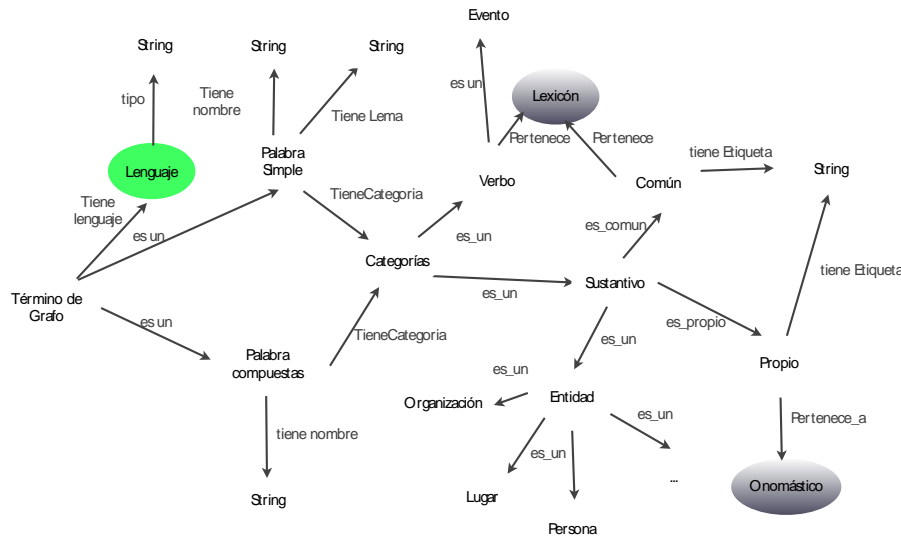 Evento
String
String
String
es un
tipo
Tiene
nombre
Lexicón
Tiene Lema
Pertenece
Pertenece
Palabra
Simple
tiene Etiqueta
String
Lenguaje
Verbo
Común
TieneCategoria
Tiene
lenguaje
es un
es_un
es_comun
Categorías
tiene Etiqueta
es_un
Sustantivo
Término de
Grafo
es un
es_propio
TieneCategoria
es_un
Palabra
compuestas
Propio
es_un
Organización
Entidad
es_un
Pertenece_a
tiene nombre
es_un
...
Onomástico
String
Lugar
Persona